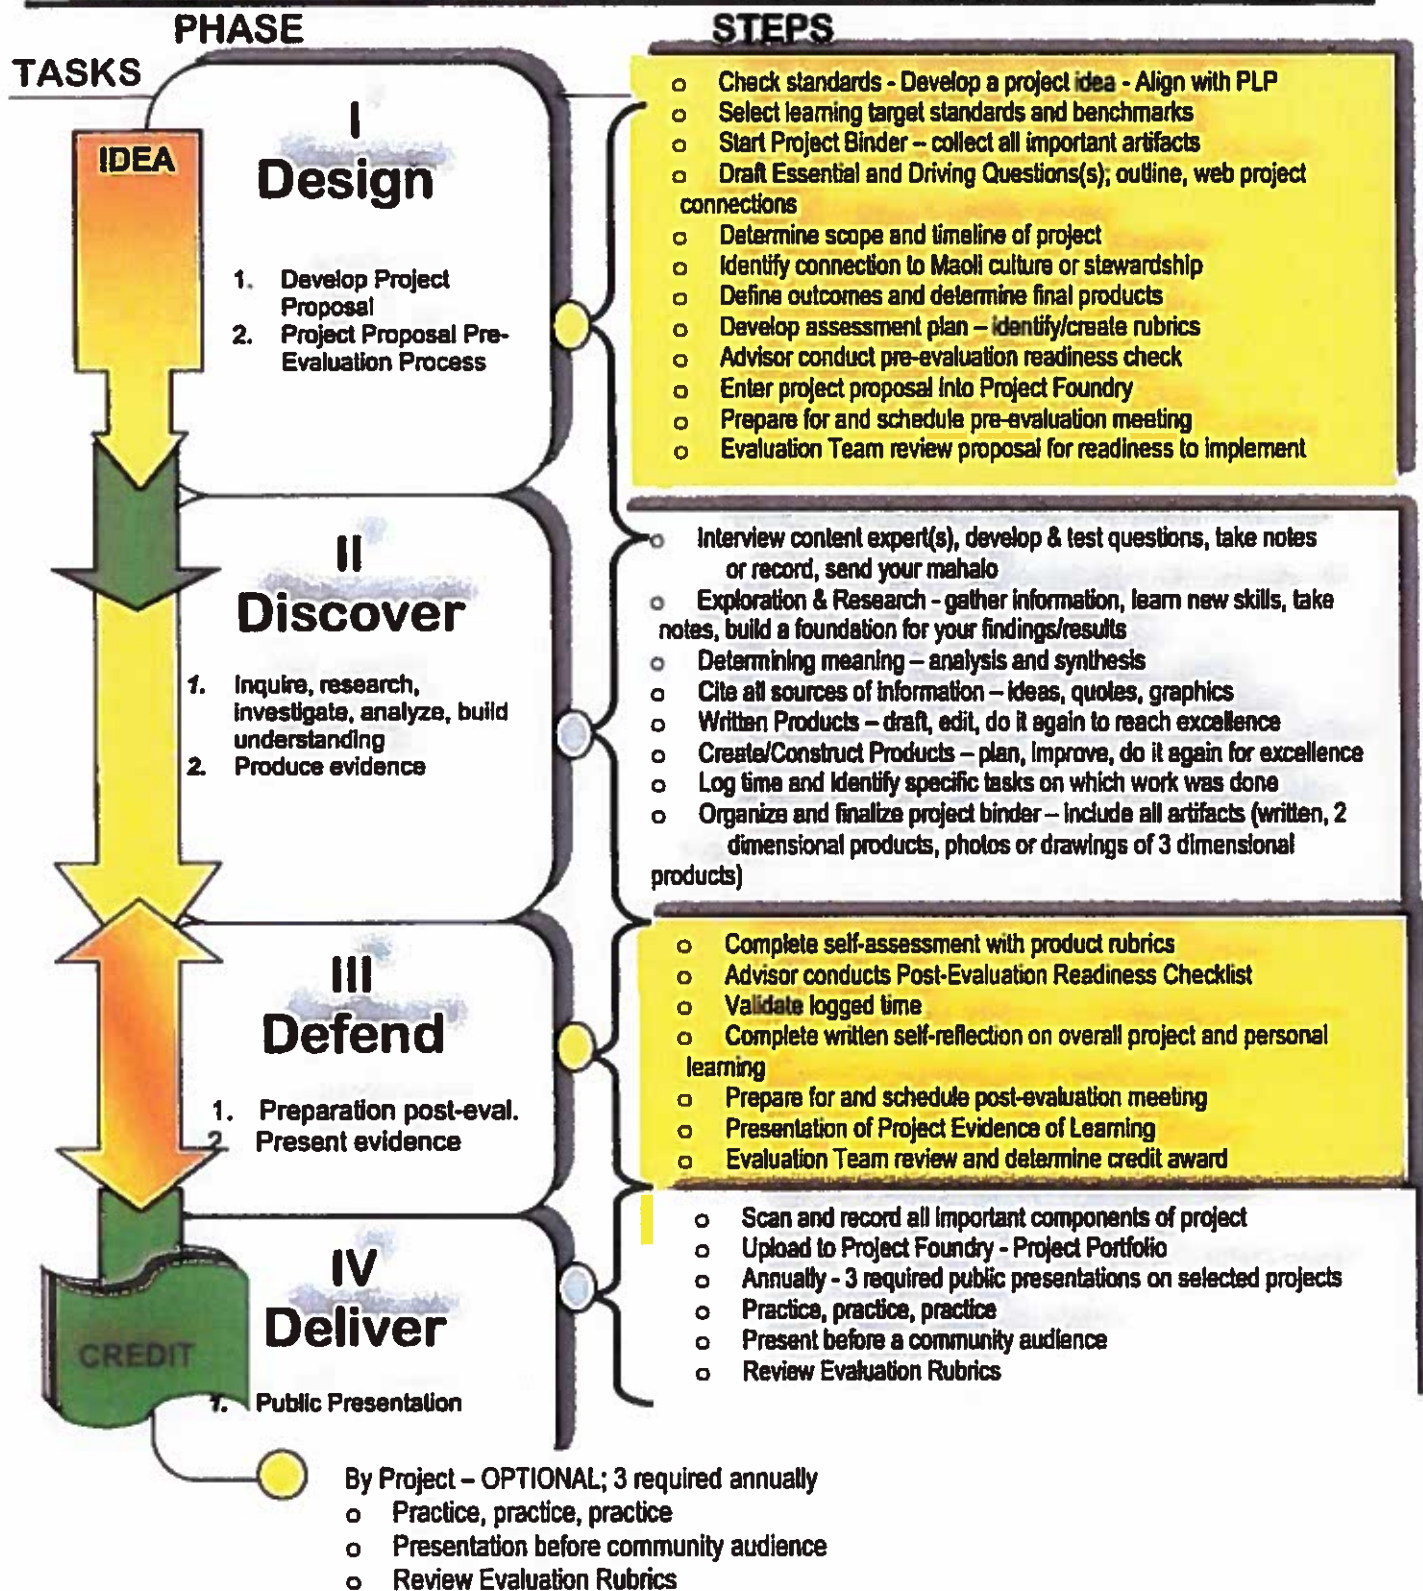 PHASE
STEPS
TASKS
IDEA
I
Design
1. Develop Project
Proposal
2. Project Proposal Pre-
Evaluation Process
o Check standards - Develop a project idea - Align with PLP
o Select learning target standards and benchmarks
o Start Project Binder – collect all important artifacts
o Draft Essential and Driving Questions(s); outline, web project
connections
o Determine scope and timeline of project
o Identify connection to Maoli culture or stewardship
o Define outcomes and determine final products
o Develop assessment plan – identify/create rubrics
o Advisor conduct pre-evaluation readiness check
o Enter project proposal into Project Foundry
o Prepare for and schedule pre-evaluation meeting
o Evaluation Team review proposal for readiness to implement
II
Discover
1. Inquire, research,
investigate, analyze, build
understanding
2. Produce evidence
o Interview content expert(s), develop & test questions, take notes
or record, send your mahalo
o Exploration & Research - gather information, learn new skills, take
notes, build a foundation for your findings/results
o Determining meaning – analysis and synthesis
o Cite all sources of information – ideas, quotes, graphics
o Written Products – draft, edit, do it again to reach excellence
o Create/Construct Products – plan, improve, do it again for excellence
o Log time and identify specific tasks on which work was done
o Organize and finalize project binder – include all artifacts (written, 2
dimensional products, photos or drawings of 3 dimensional
products)
III
Defend
1. Preparation post-eval.
2. Present evidence
o Complete self-assessment with product rubrics
o Advisor conducts Post-Evaluation Readiness Checklist
o Validate logged time
o Complete written self-reflection on overall project and personal
learning
o Prepare for and schedule post-evaluation meeting
o Presentation of Project Evidence of Learning
o Evaluation Team review and determine credit award
IV
Deliver
CREDIT
1. Public Presentation
o Scan and record all important components of project
o Upload to Project Foundry - Project Portfolio
o Annually - 3 required public presentations on selected projects
o Practice, practice, practice
o Present before a community audience
o Review Evaluation Rubrics
By Project – OPTIONAL; 3 required annually
o Practice, practice, practice
o Presentation before community audience
o Review Evaluation Rubrics